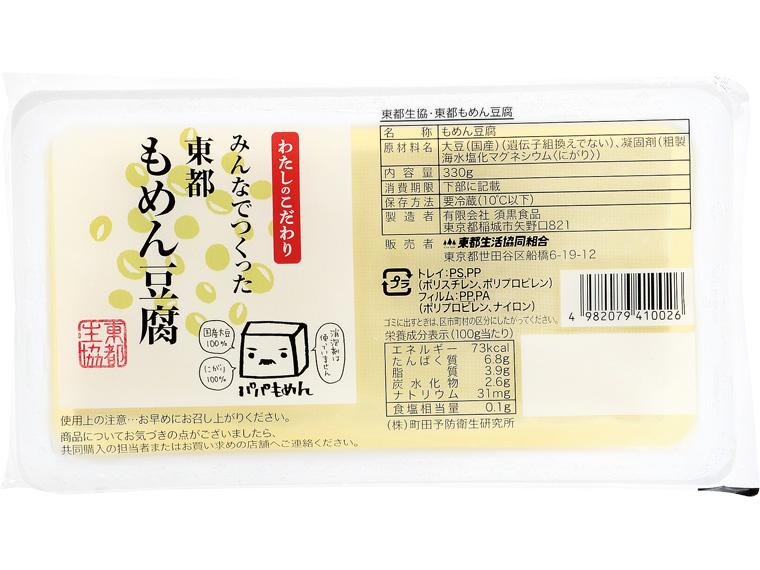 わたしのこだわり
みんなでつくった
東都
もめん豆腐
東都
生協
国産大豆
100%
にがり
100%
消泡剤は
使っていません
パパもめん
使用上の注意…お早めにお召し上がりください。
商品についてお気づきの点がございましたら、
共同購入の担当者またはお買い求めの店舗へご連絡ください。
東都生協・東都もめん豆腐
名称 もめん豆腐
原材料名 大豆(国産)(遺伝子組換えでない)、凝固剤(粗製
海水塩化マグネシウム〈にがり〉)
内容量 330g
消費期限 下部に記載
保存方法 要冷蔵(10℃以下)
製造者 有限会社 須黒食品
東京都稲城市矢野口821
販売者 東都生活協同組合
東京都世田谷区船橋6-19-12
プラ
トレイ:PS,PP
(ポリスチレン、ポリプロピレン)
フィルム:PP,PA
(ポリプロピレン、ナイロン)
ゴミに出すときは、区市町村の区分にしたがってください。
4 982079 410026
栄養成分表示(100g当たり)
エネルギー 73kcal
たんぱく質 6.8g
脂質 3.9g
炭水化物 2.6g
ナトリウム 31mg
食塩相当量 0.1g
(株)町田予防衛生研究所